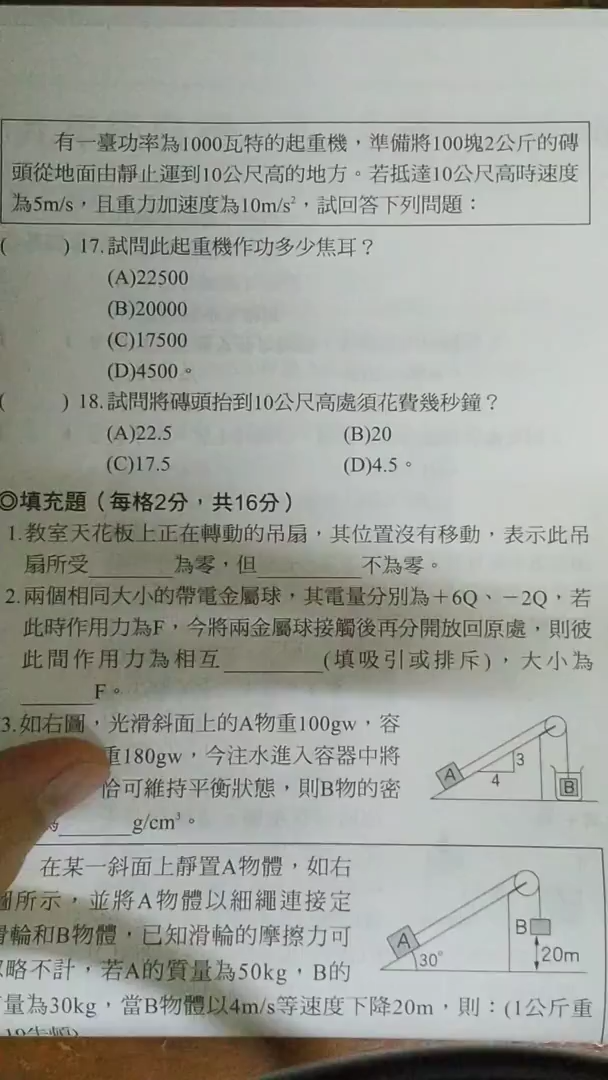 有一臺功率為1000瓦特的起重機，準備將100塊2公斤的磚
頭從地面由靜止運到10公尺高的地方。若抵達10公尺高時速度
為5m/s，且重力加速度為10m/s²，試回答下列問題：
(　　) 17.試問此起重機作功多少焦耳？
(A)22500
(B)20000
(C)17500
(D)4500。
(　　) 18.試問將磚頭抬到10公尺高處須花費幾秒鐘？
(A)22.5 (B)20
(C)17.5 (D)4.5。
◎填充題（每格2分，共16分）
1.教室天花板上正在轉動的吊扇，其位置沒有移動，表示此吊
扇所受________為零，但__________不為零。
2.兩個相同大小的帶電金屬球，其電量分別為＋6Q、－2Q，若
此時作用力為F，今將兩金屬球接觸後再分開放回原處，則彼
此間作用力為相互__________(填吸引或排斥)，大小為
_______F。
3.如右圖，光滑斜面上的A物重100gw，容
重180gw，今注水進入容器中將
恰可維持平衡狀態，則B物的密
_______g/cm³。
A 3 4 B
在某一斜面上靜置A物體，如右
圖所示，並將A物體以細繩連接定
滑輪和B物體，已知滑輪的摩擦力可
忽略不計，若A的質量為50kg，B的
質量為30kg，當B物體以4m/s等速度下降20m，則：(1公斤重
A 30° B 20m